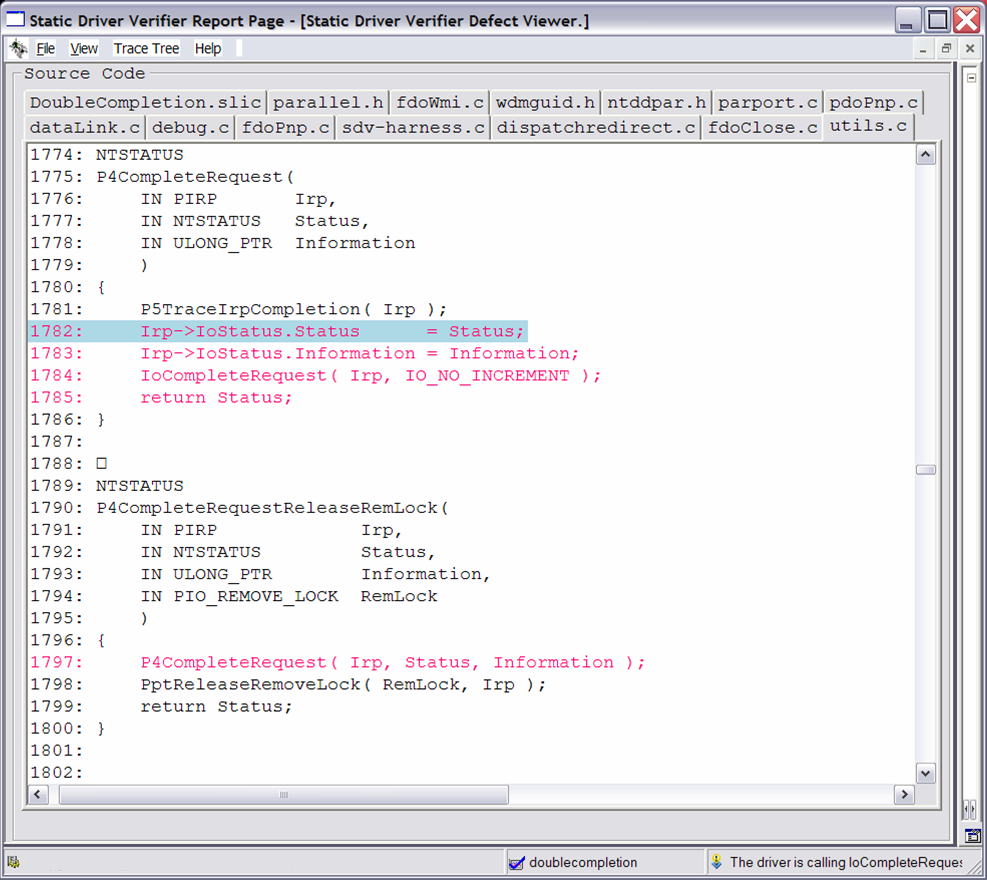 Static Driver Verifier Report Page - [Static Driver Verifier Defect Viewer.]
File View Trace Tree Help
Source Code
DoubleCompletion.slic parallel.h fdoWmi.c wdmguid.h ntddpar.h parport.c pdoPnp.c
dataLink.c debug.c fdoPnp.c sdv-harness.c dispatchredirect.c fdoClose.c utils.c
1774: NTSTATUS
1775: P4CompleteRequest(
1776:     IN PIRP       Irp,
1777:     IN NTSTATUS   Status,
1778:     IN ULONG_PTR  Information
1779:     )
1780: {
1781:     P5TraceIrpCompletion( Irp );
1782:     Irp->IoStatus.Status      = Status;
1783:     Irp->IoStatus.Information = Information;
1784:     IoCompleteRequest( Irp, IO_NO_INCREMENT );
1785:     return Status;
1786: }
1787:
1788: □
1789: NTSTATUS
1790: P4CompleteRequestReleaseRemLock(
1791:     IN PIRP             Irp,
1792:     IN NTSTATUS         Status,
1793:     IN ULONG_PTR        Information,
1794:     IN PIO_REMOVE_LOCK  RemLock
1795:     )
1796: {
1797:     P4CompleteRequest( Irp, Status, Information );
1798:     PptReleaseRemoveLock( RemLock, Irp );
1799:     return Status;
1800: }
1801:
1802:
doublecompletion
The driver is calling IoCompleteReques